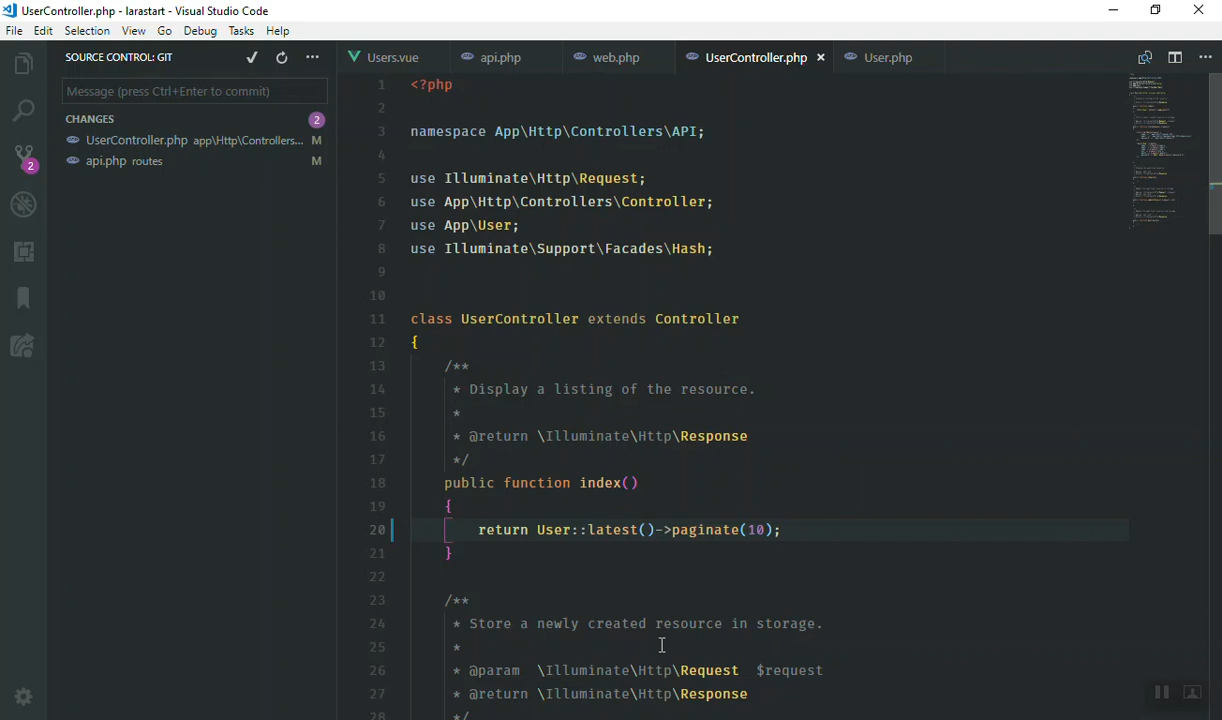 UserController.php - larastart - Visual Studio Code
File Edit Selection View Go Debug Tasks Help
SOURCE CONTROL: GIT
Message (press Ctrl+Enter to commit)
CHANGES 2
UserController.php app\Http\Controllers... M
api.php routes M
2
Users.vue api.php web.php UserController.php User.php
1 <?php
2
3 namespace App\Http\Controllers\API;
4
5 use Illuminate\Http\Request;
6 use App\Http\Controllers\Controller;
7 use App\User;
8 use Illuminate\Support\Facades\Hash;
9
10
11 class UserController extends Controller
12 {
13 /**
14 * Display a listing of the resource.
15 *
16 * @return \Illuminate\Http\Response
17 */
18 public function index()
19 {
20 return User::latest()->paginate(10);
21 }
22
23 /**
24 * Store a newly created resource in storage.
25 *
26 * @param \Illuminate\Http\Request $request
27 * @return \Illuminate\Http\Response
28 */